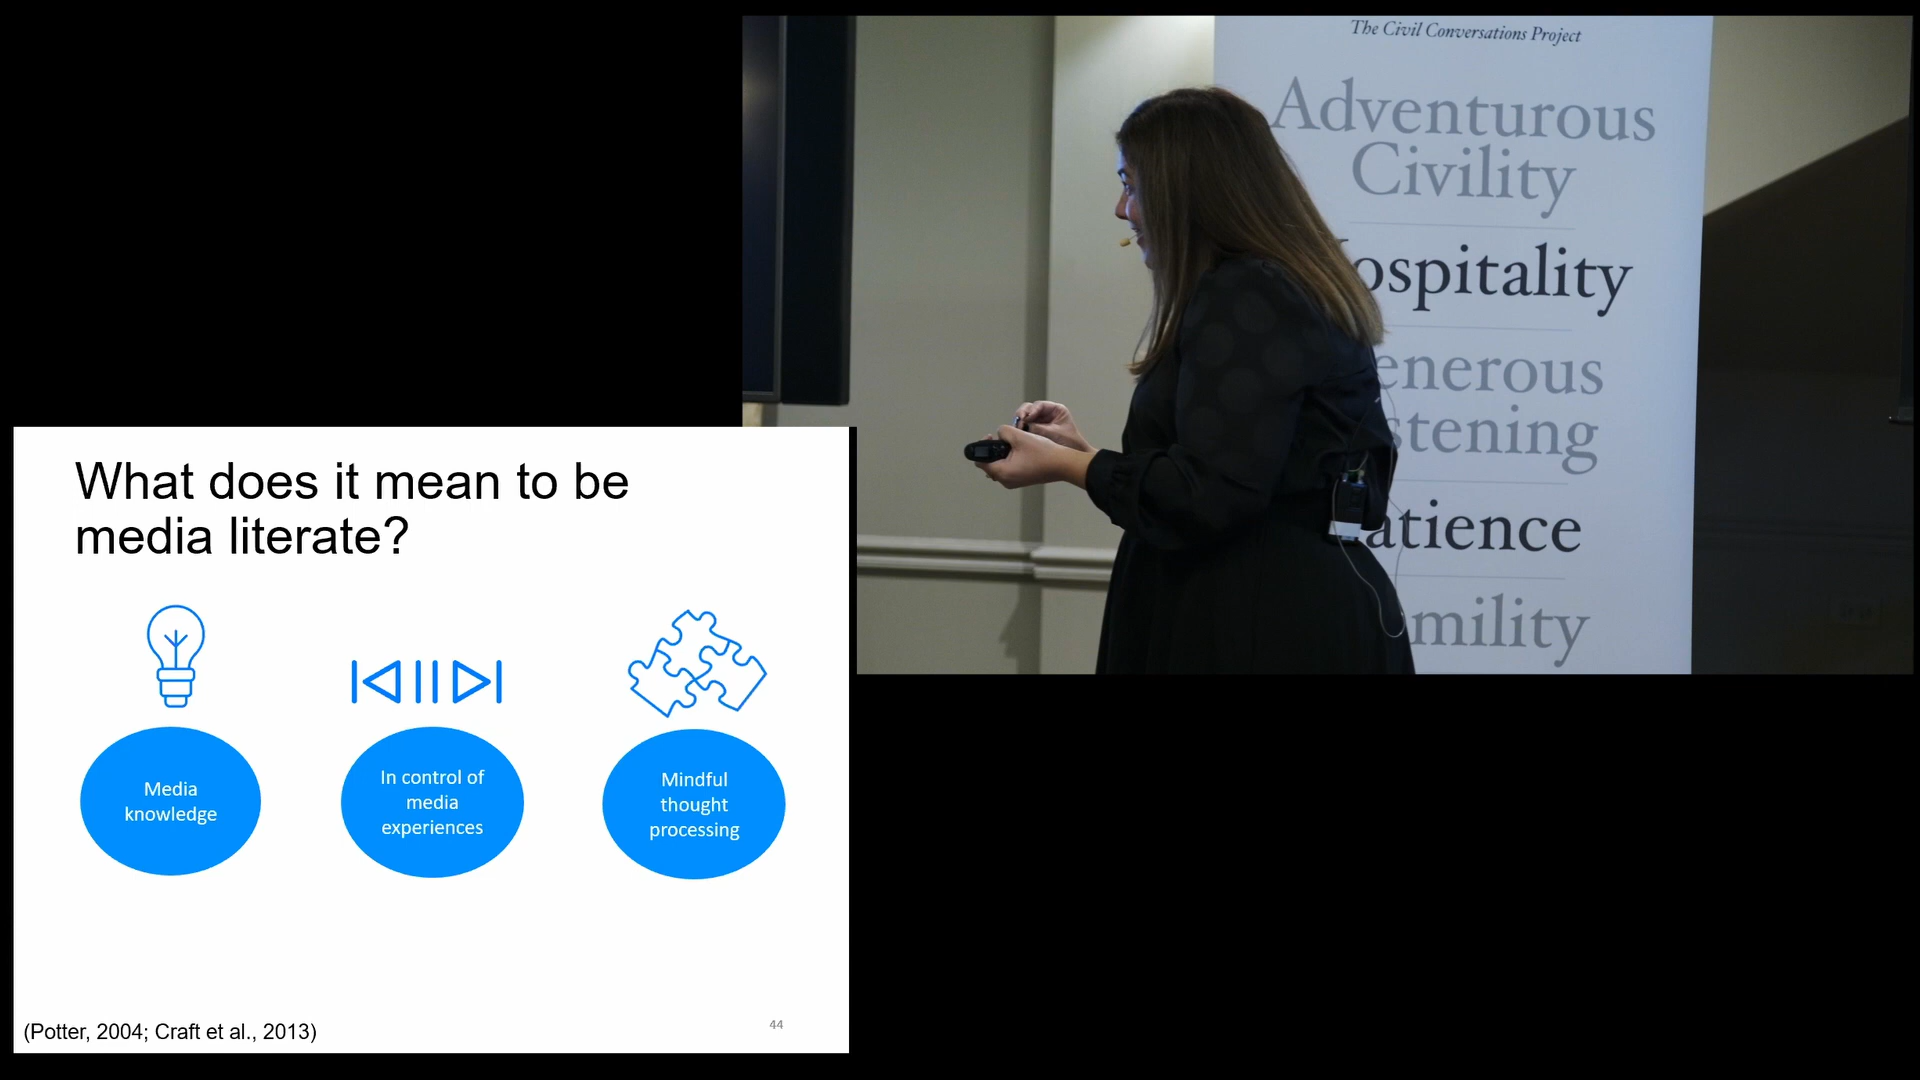 The Civil Conversations Project
Adventurous
Civility
ospitality
enerous
stening
atience
mility
What does it mean to be
media literate?
Media
knowledge
In control of
media
experiences
Mindful
thought
processing
(Potter, 2004; Craft et al., 2013)
44